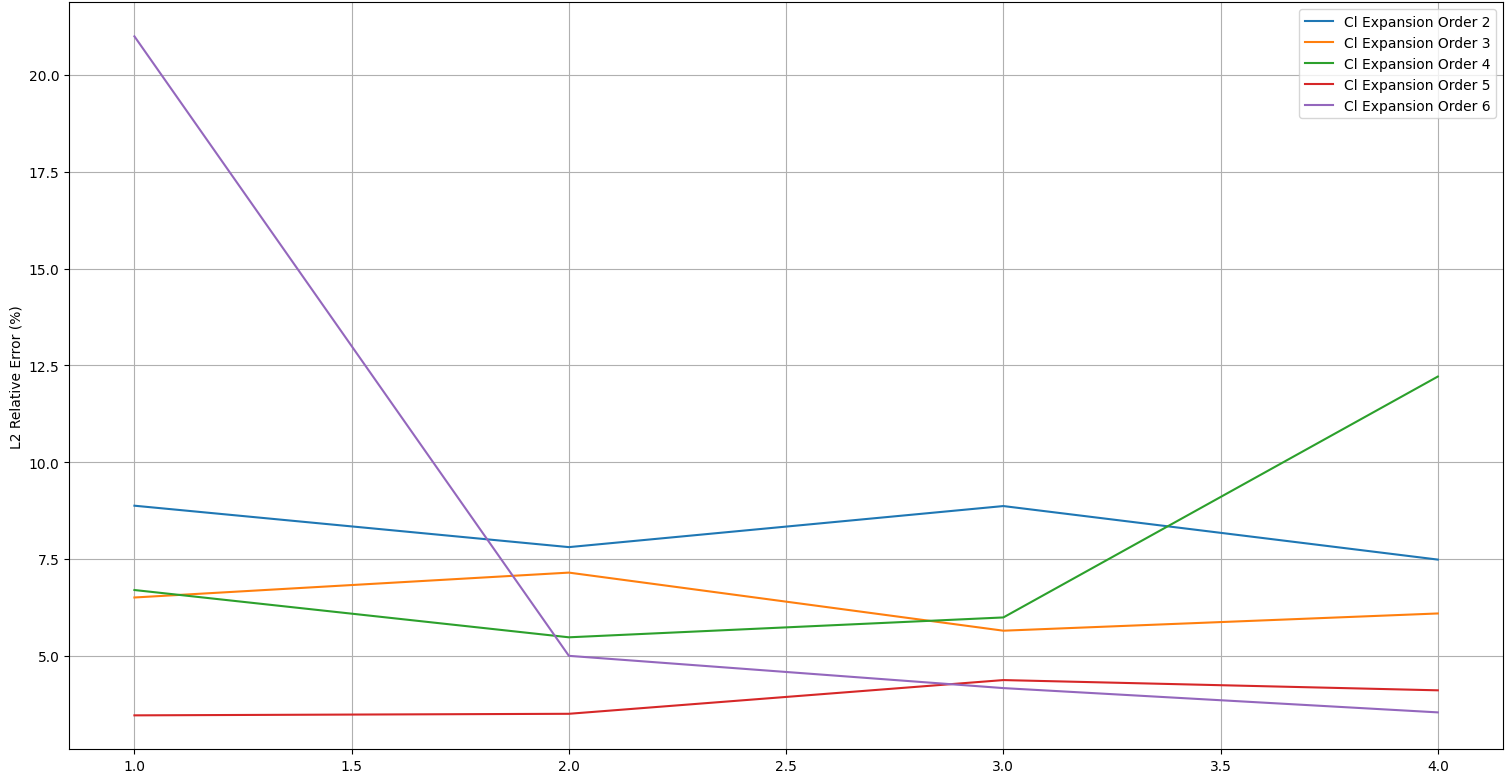 L2 Relative Error (%)
20.0
17.5
15.0
12.5
10.0
7.5
5.0
1.0
1.5
2.0
2.5
3.0
3.5
4.0
Cl Expansion Order 2
Cl Expansion Order 3
Cl Expansion Order 4
Cl Expansion Order 5
Cl Expansion Order 6